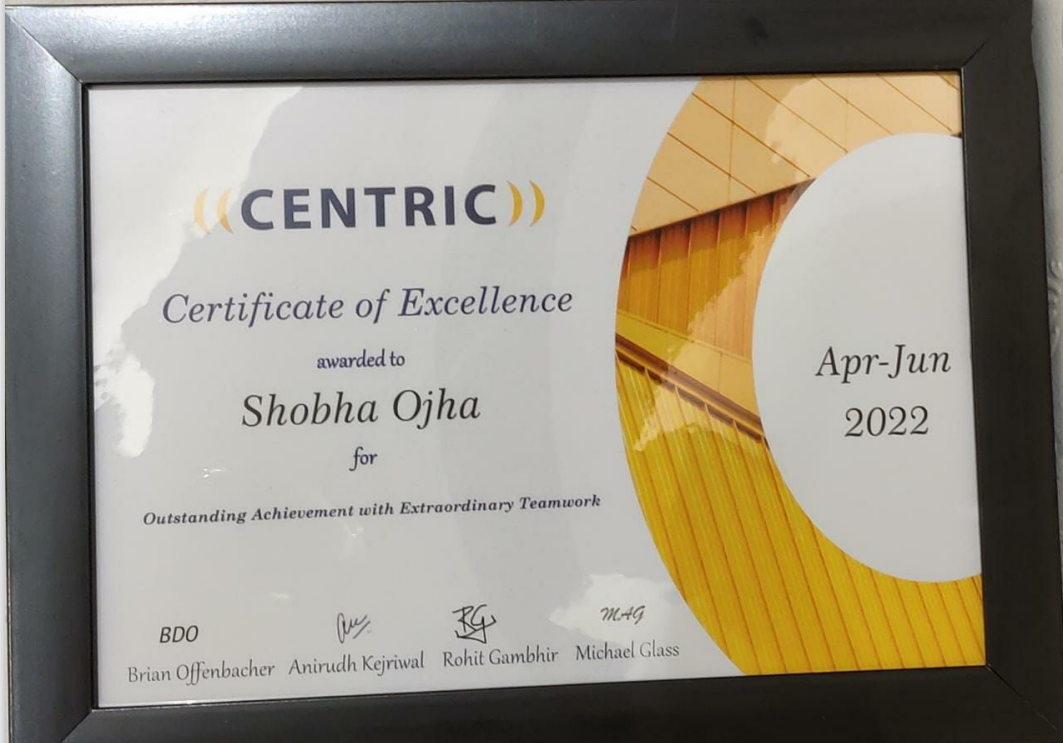 ((CENTRIC))
Certificate of Excellence
awarded to
Shobha Ojha
for
Outstanding Achievement with Extraordinary Teamwork
Apr-Jun
2022
BDO
Brian Offenbacher
Anirudh Kejriwal
RG
Rohit Gambhir
MAG
Michael Glass